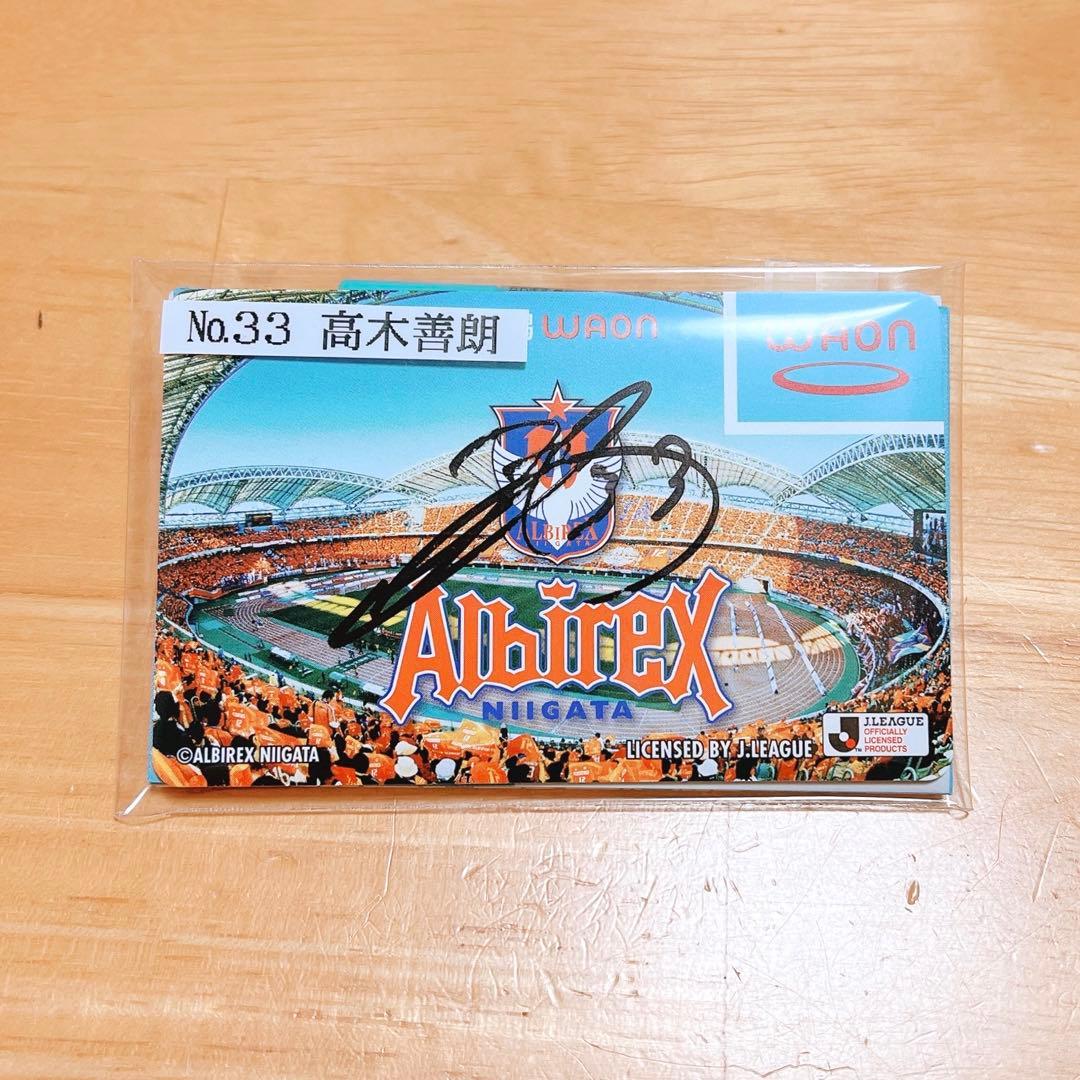 No.33 高木善朗
WAON
WAON
ALBIREX
NIIGATA
AlbireX
NIIGATA
©ALBIREX NIIGATA
LICENSED BY J.LEAGUE
J.LEAGUE
OFFICIALLY
LICENSED
PRODUCTS